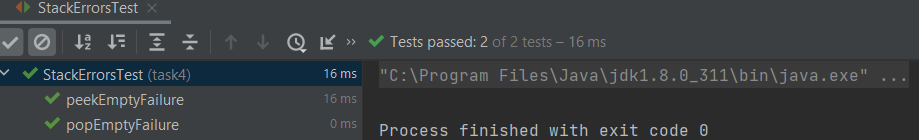 StackErrorsTest ×
Tests passed: 2 of 2 tests – 16 ms
StackErrorsTest (task4) 16 ms
peekEmptyFailure 16 ms
popEmptyFailure 0 ms
"C:\Program Files\Java\jdk1.8.0_311\bin\java.exe" ...
Process finished with exit code 0